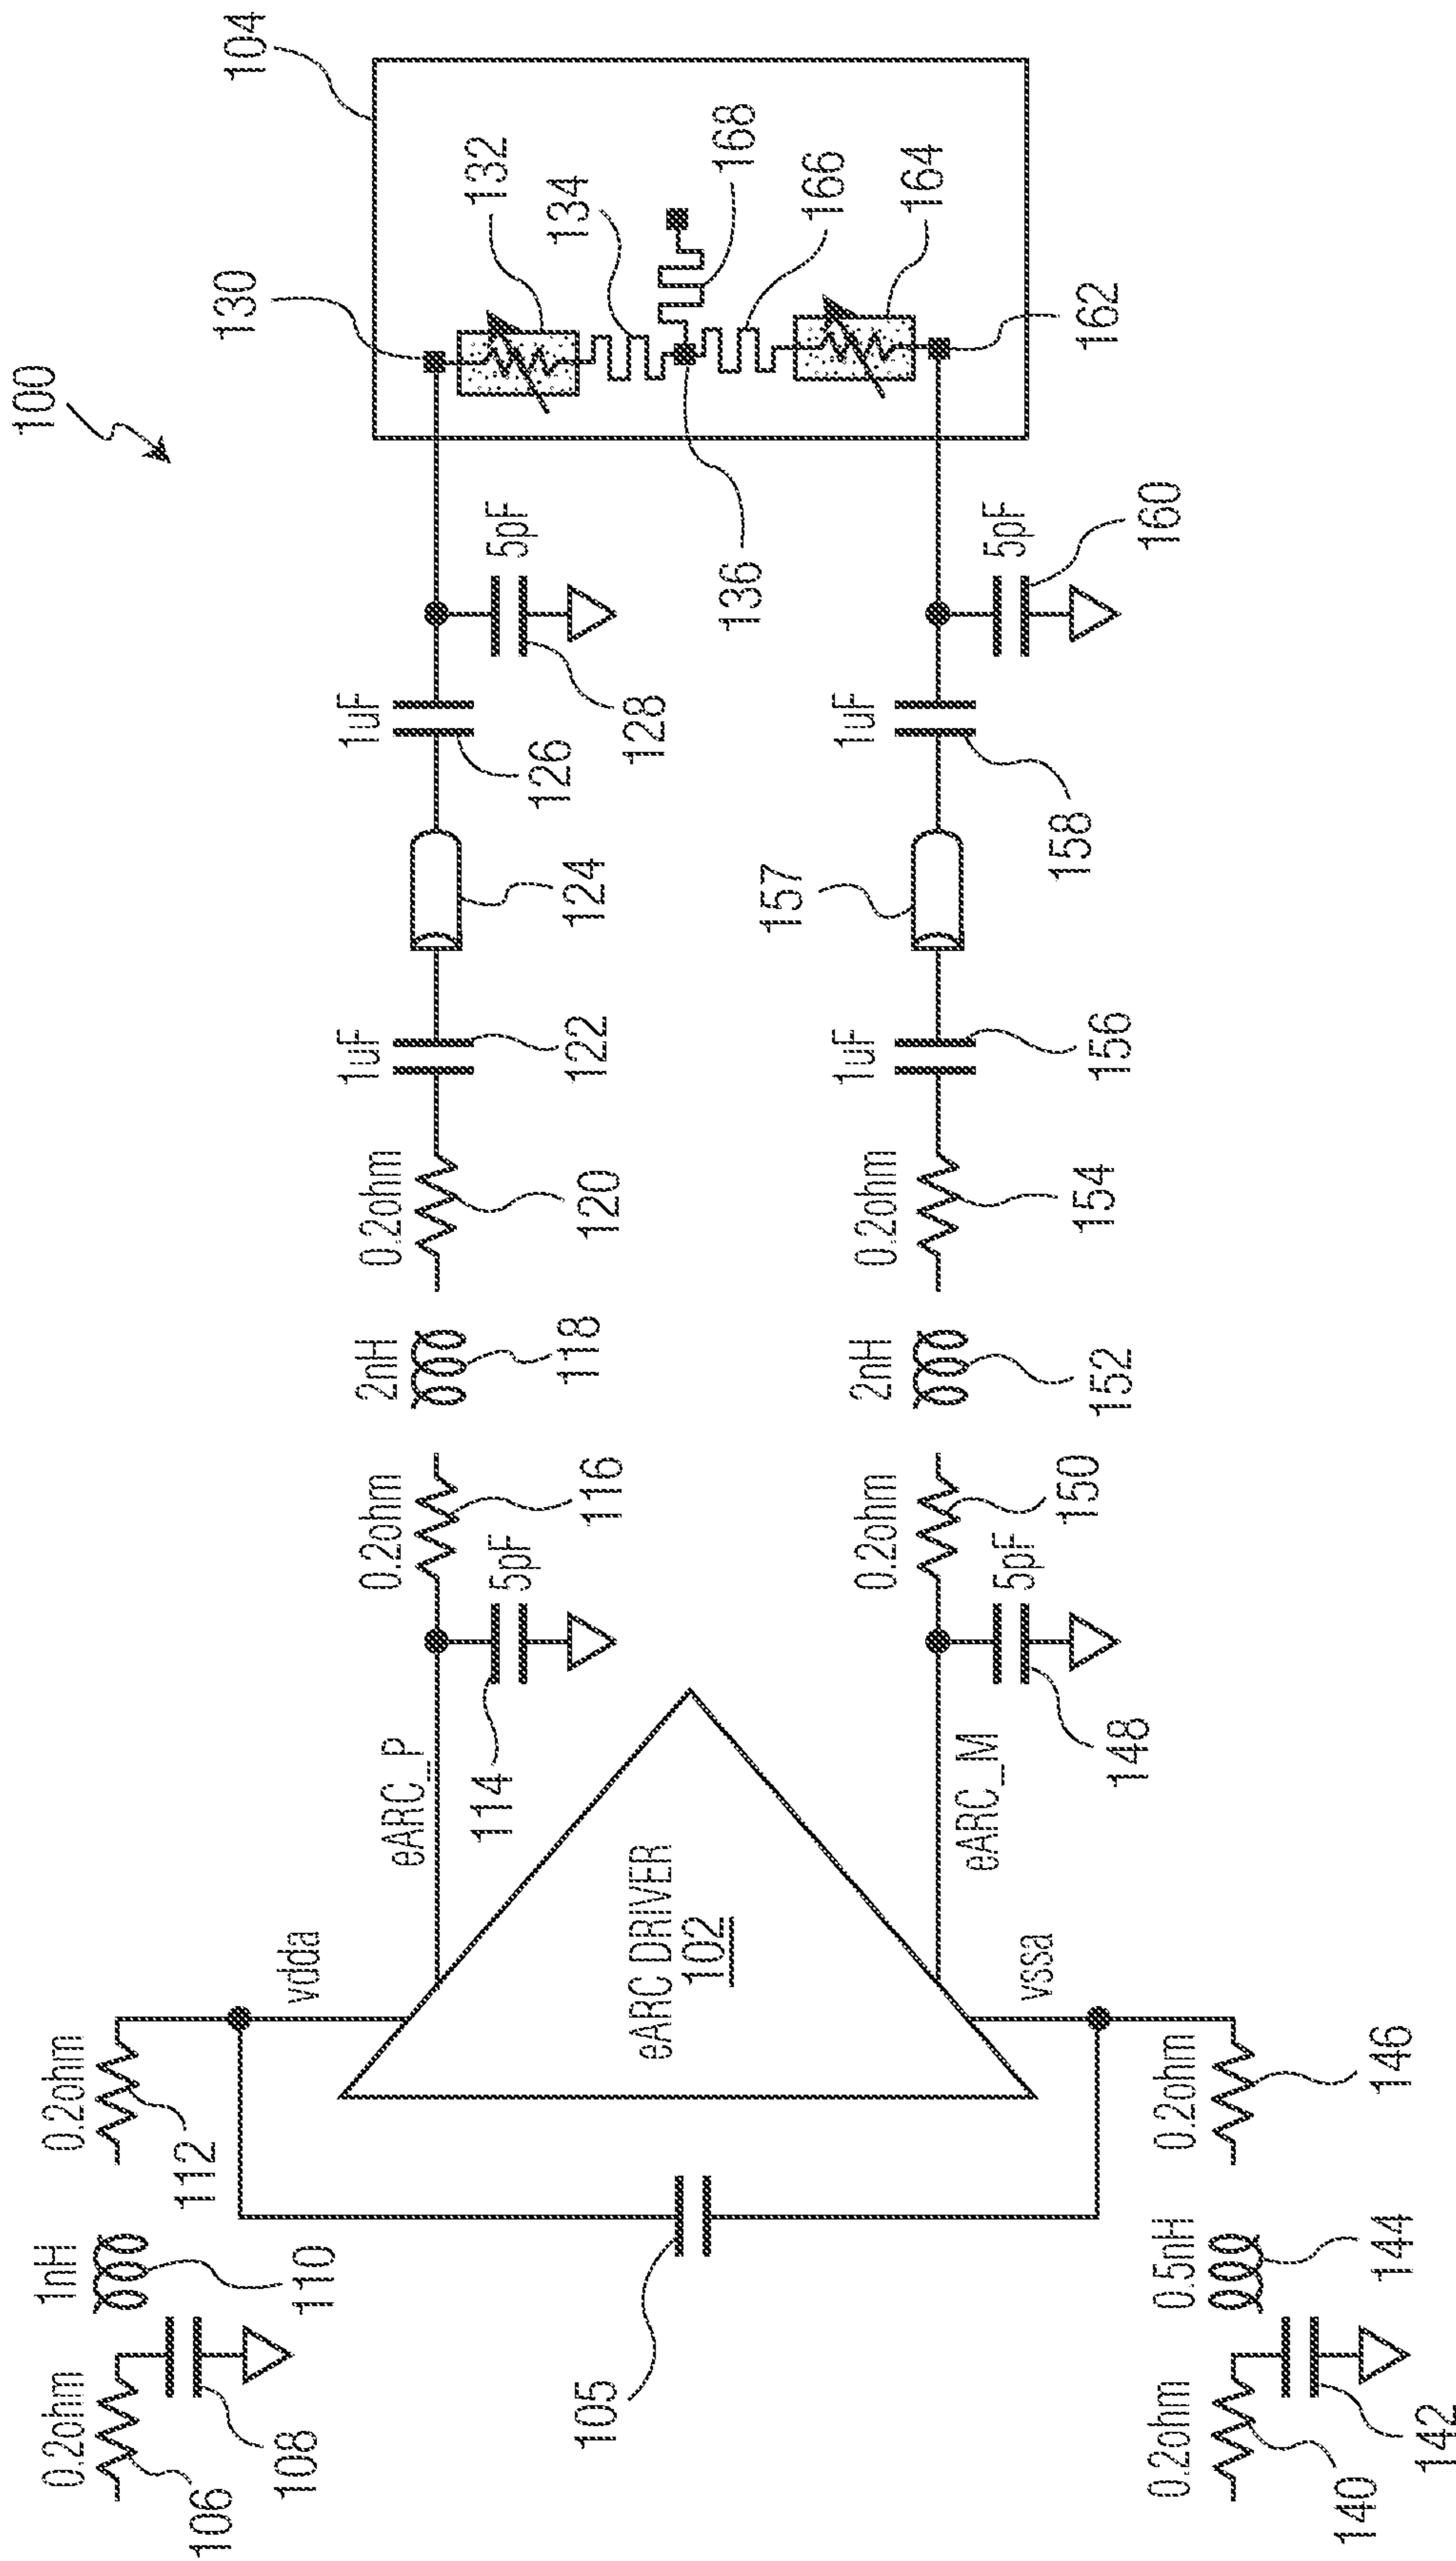 100
104
130
132
134
168
166
164
162
136
5pF
128
1uF
126
124
1uF
122
0.2ohm
120
2nH
118
0.2ohm
116
5pF
114
eARC_P
5pF
160
1uF
158
157
1uF
156
0.2ohm
154
2nH
152
0.2ohm
150
5pF
148
eARC_M
eARC DRIVER
102
vdda
vssa
0.2ohm
112
1nH
110
0.2ohm
106
108
105
0.2ohm
146
0.5nH
144
0.2ohm
140
142